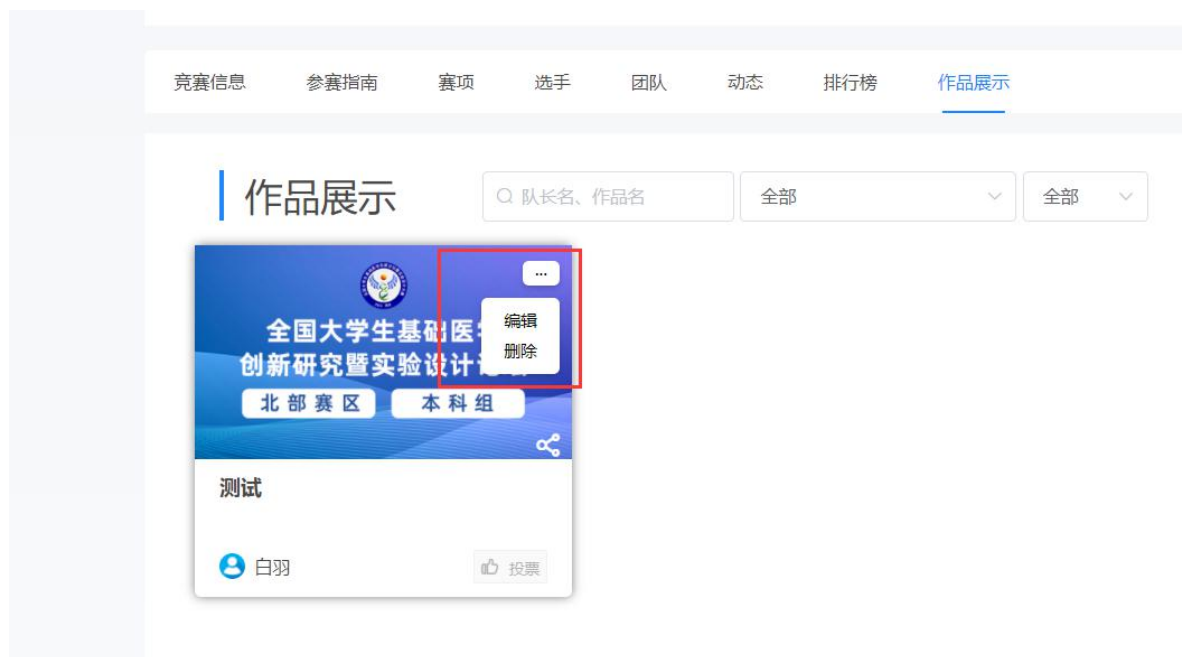 竞赛信息 参赛指南 赛项 选手 团队 动态 排行榜 作品展示
作品展示 队长名、作品名 全部 全部
...
编辑
删除
全国大学生基础医
创新研究暨实验设计
北部赛区 本科组
测试
白羽 投票